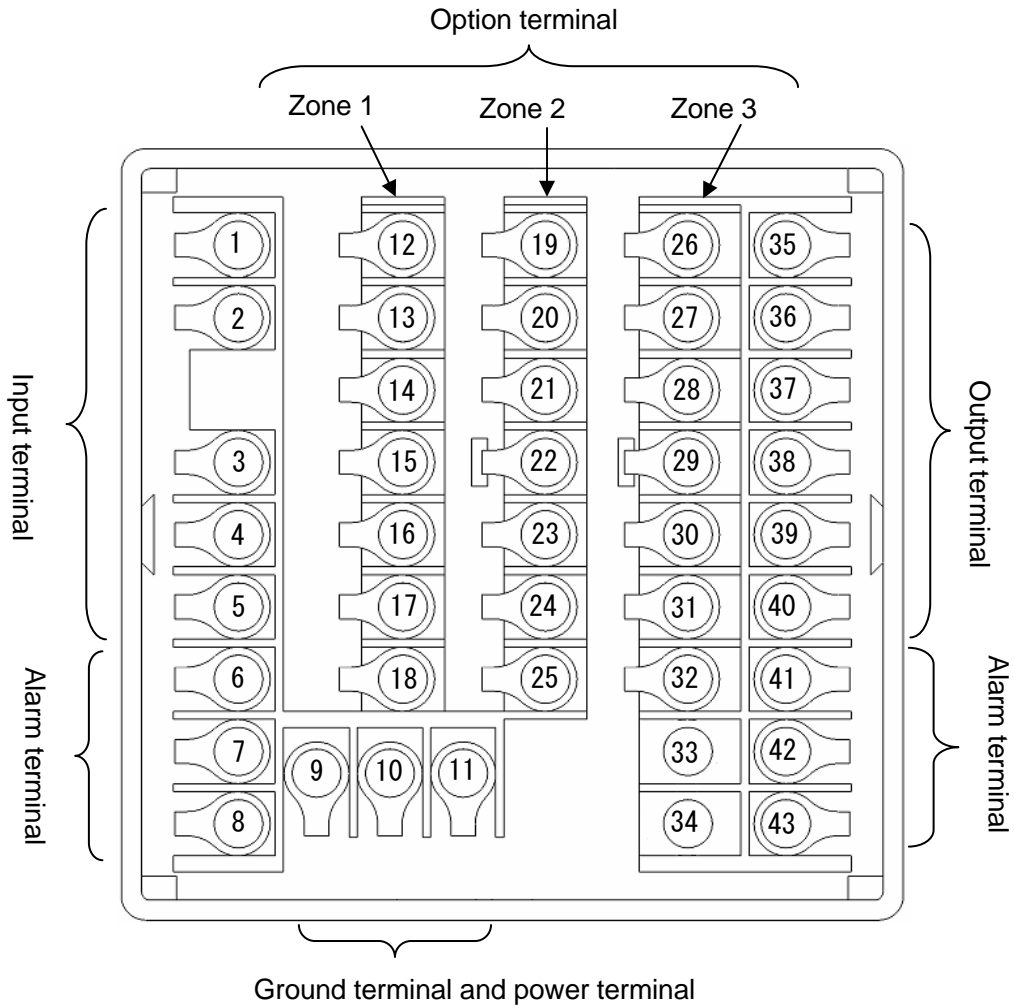 Option terminal
Zone 1 Zone 2 Zone 3
1 12 19 26 35
2 13 20 27 36
14 21 28 37
3 15 22 29 38
4 16 23 30 39
5 17 24 31 40
6 18 25 32 41
7 9 10 11 33 42
8 34 43
Input terminal
Alarm terminal
Output terminal
Alarm terminal
Ground terminal and power terminal